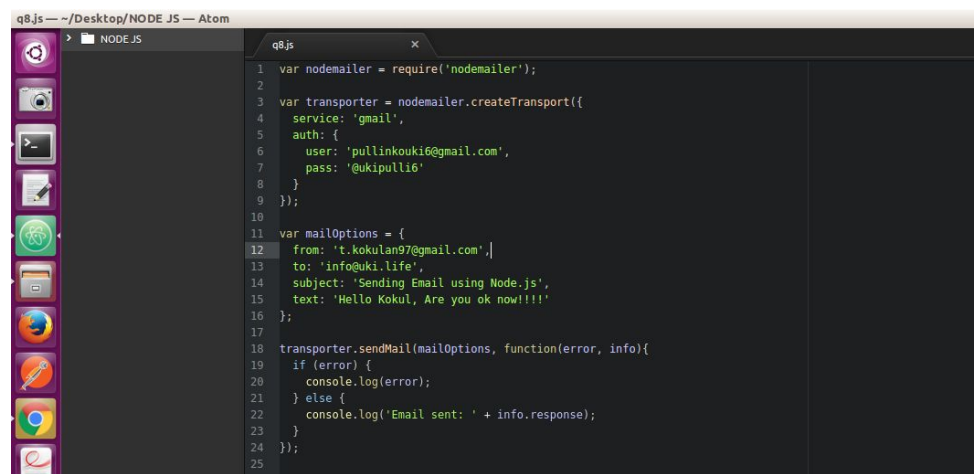 q8.js — ~/Desktop/NODE JS — Atom
NODE JS
q8.js
1 var nodemailer = require('nodemailer');
2
3 var transporter = nodemailer.createTransport({
4   service: 'gmail',
5   auth: {
6     user: 'pullinkouki6@gmail.com',
7     pass: '@ukipulli6'
8   }
9 });
10
11 var mailOptions = {
12   from: 't.kokulan97@gmail.com',
13   to: 'info@uki.life',
14   subject: 'Sending Email using Node.js',
15   text: 'Hello Kokul, Are you ok now!!!!'
16 };
17
18 transporter.sendMail(mailOptions, function(error, info){
19   if (error) {
20     console.log(error);
21   } else {
22     console.log('Email sent: ' + info.response);
23   }
24 });
25